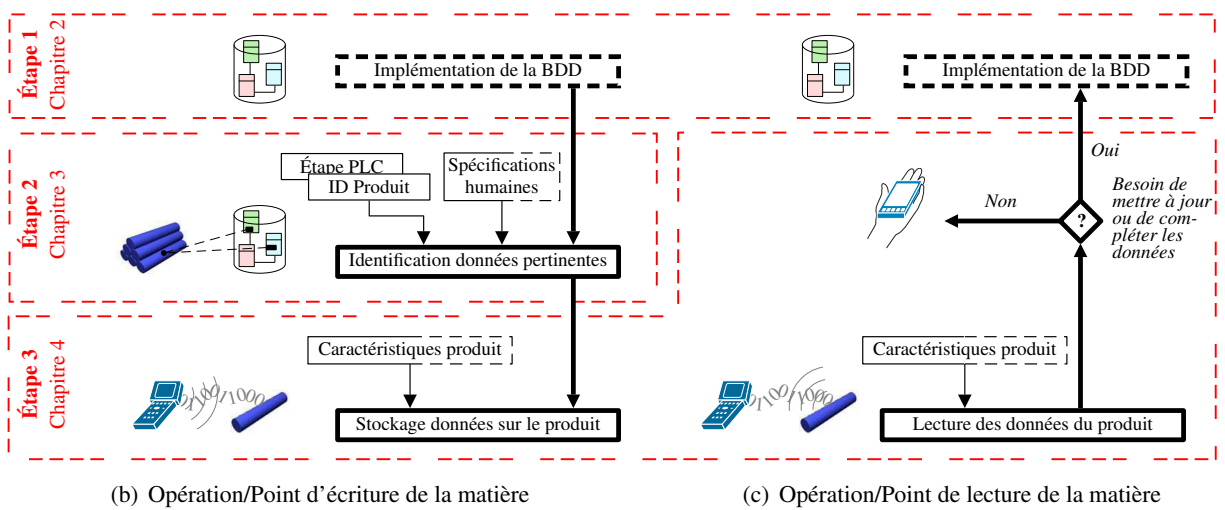 Étape 1
Chapitre 2
Implémentation de la BDD
Implémentation de la BDD
Étape 2
Chapitre 3
Étape PLC
ID Produit
Spécifications
humaines
Identification données pertinentes
Oui
Non
?
Besoin de
mettre à jour
ou de com-
pléter les
données
Étape 3
Chapitre 4
Caractéristiques produit
Stockage données sur le produit
Caractéristiques produit
Lecture des données du produit
(b) Opération/Point d'écriture de la matière
(c) Opération/Point de lecture de la matière